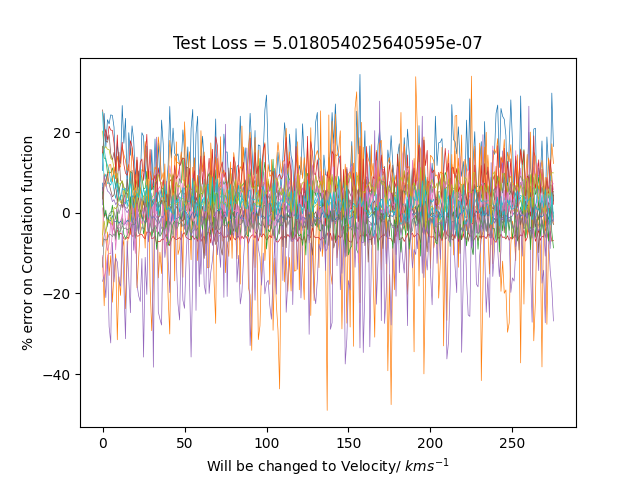 Test Loss = 5.018054025640595e-07
% error on Correlation function
20
0
−20
−40
0 50 100 150 200 250
Will be changed to Velocity/ kms⁻¹